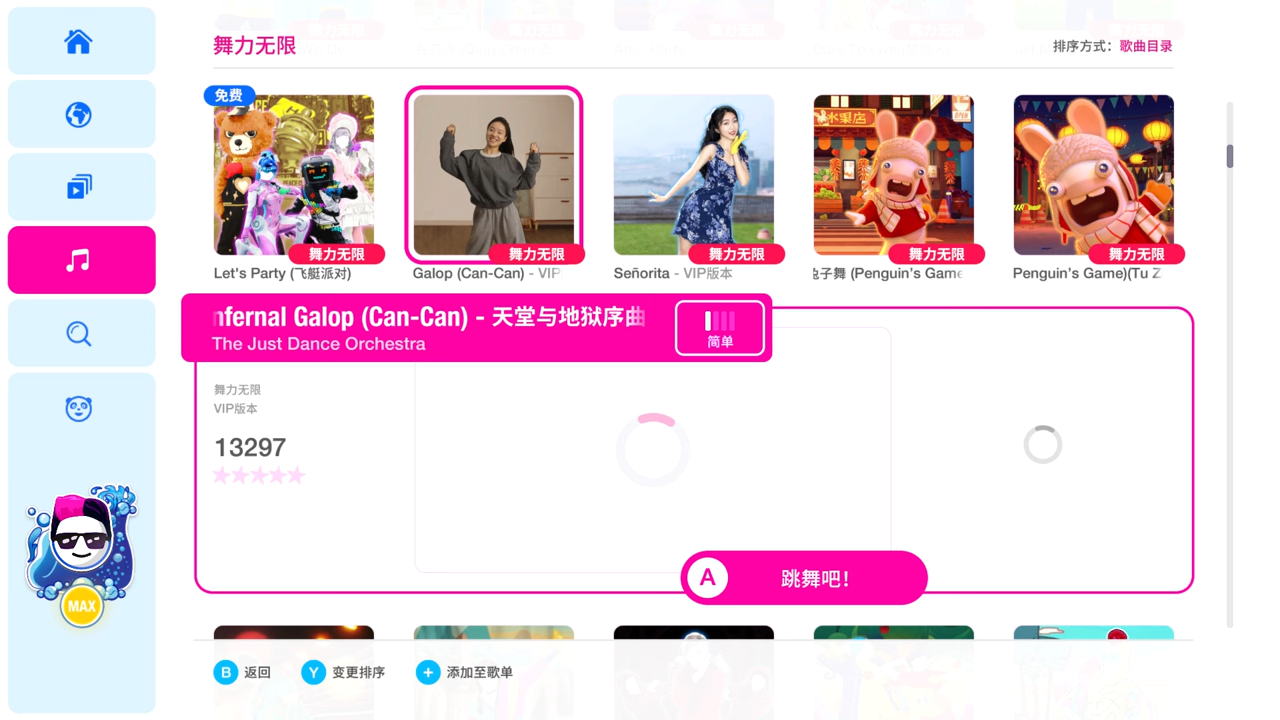 舞力无限
排序方式：歌曲目录
免费
舞力无限
舞力无限
舞力无限
舞力无限
舞力无限
Let's Party (飞艇派对)
Galop (Can-Can) - VIP
Señorita - VIP版本
兔子舞 (Penguin's Game
Penguin's Game)(Tu Z
水果店
nfernal Galop (Can-Can) - 天堂与地狱序曲
The Just Dance Orchestra
简单
舞力无限
VIP版本
13297
A 跳舞吧！
MAX
B 返回
Y 变更排序
+ 添加至歌单